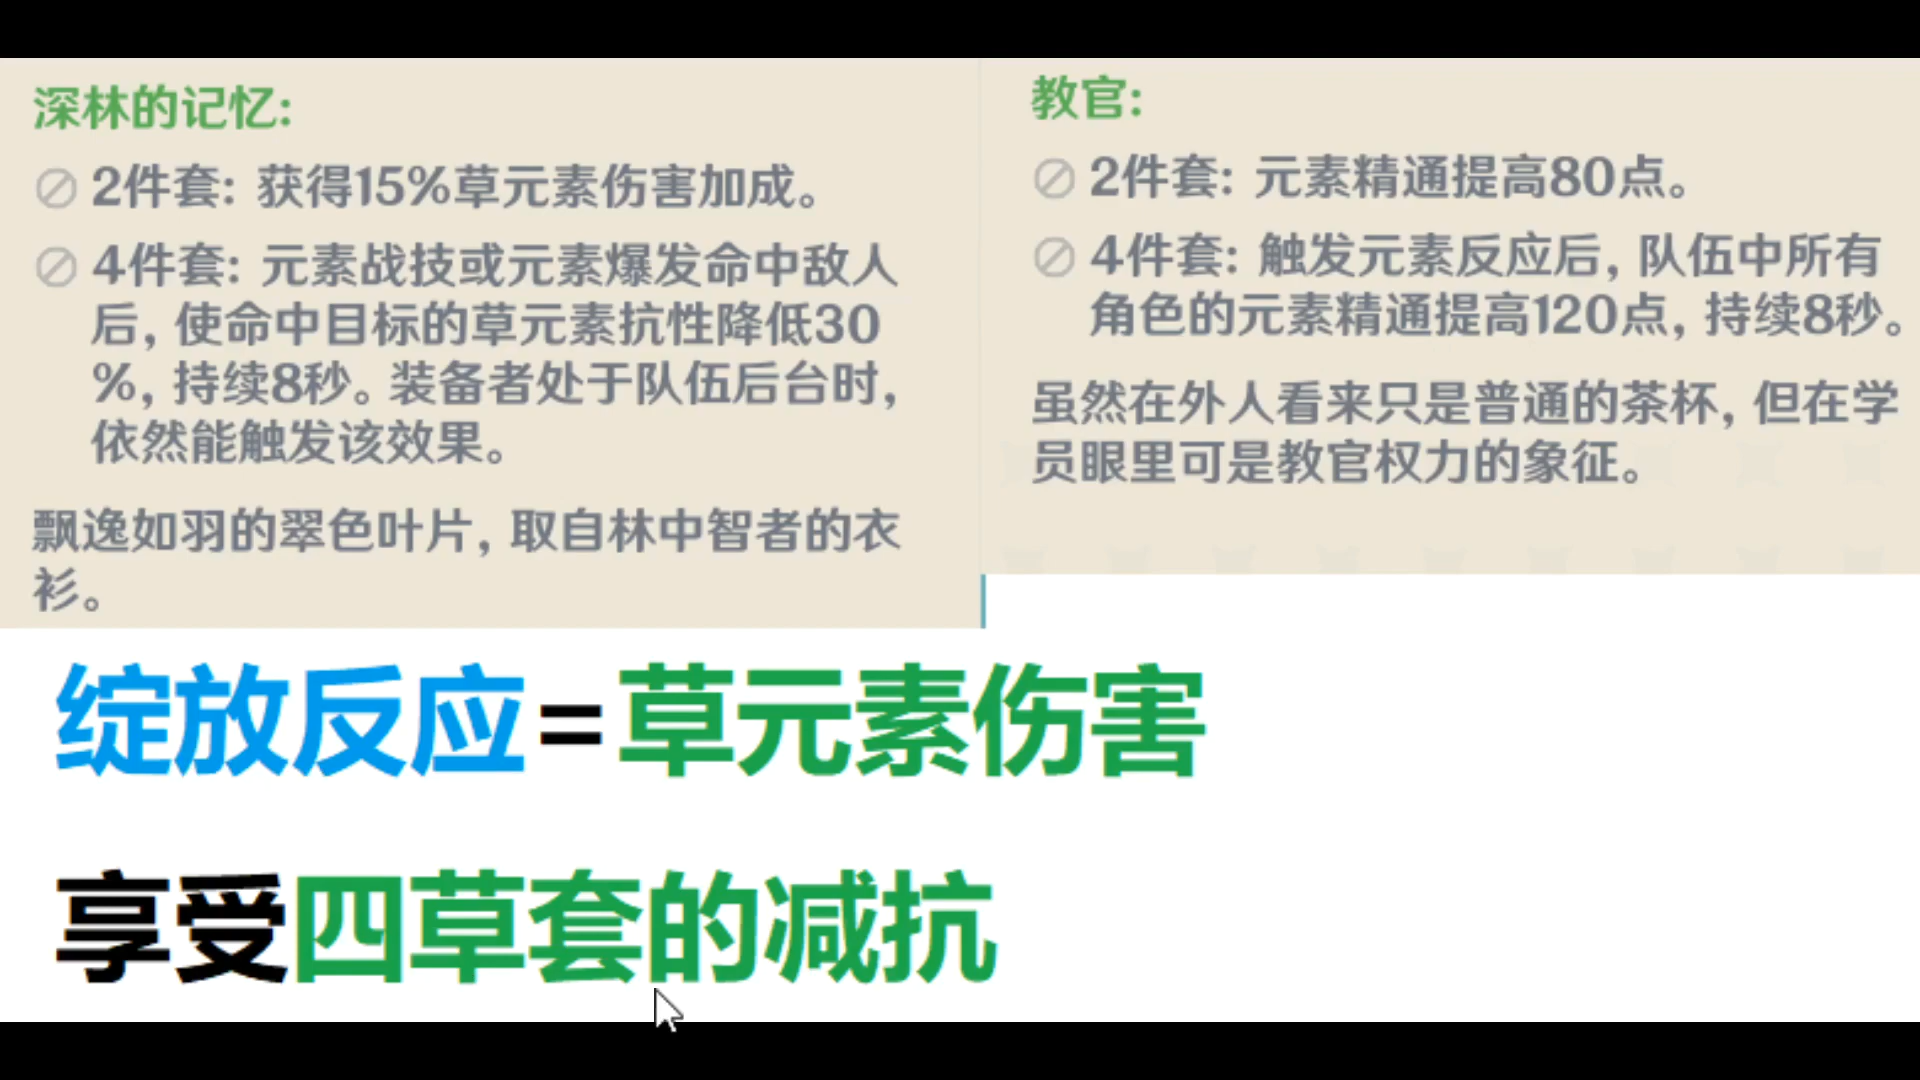 深林的记忆:
2件套: 获得15%草元素伤害加成。
4件套: 元素战技或元素爆发命中敌人
后, 使命中目标的草元素抗性降低30
%, 持续8秒。装备者处于队伍后台时,
依然能触发该效果。
飘逸如羽的翠色叶片, 取自林中智者的衣
衫。
教官:
2件套: 元素精通提高80点。
4件套: 触发元素反应后, 队伍中所有
角色的元素精通提高120点, 持续8秒。
虽然在外人看来只是普通的茶杯, 但在学
员眼里可是教官权力的象征。
绽放反应=草元素伤害
享受四草套的减抗